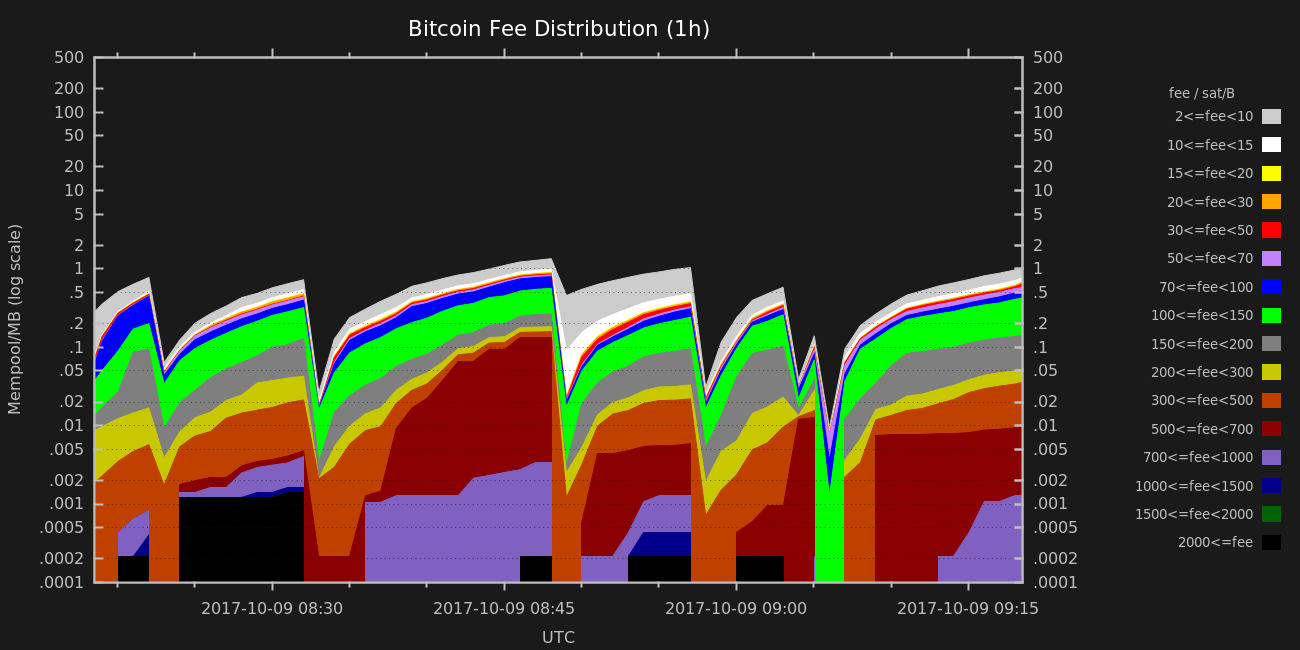 Bitcoin Fee Distribution (1h)
Mempool/MB (log scale)
500
200
100
50
20
10
5
2
1
.5
.2
.1
.05
.02
.01
.005
.002
.001
.0005
.0002
.0001
500
200
100
50
20
10
5
2
1
.5
.2
.1
.05
.02
.01
.005
.002
.001
.0005
.0002
.0001
2017-10-09 08:30 2017-10-09 08:45 2017-10-09 09:00 2017-10-09 09:15
UTC
fee / sat/B
2<=fee<10
10<=fee<15
15<=fee<20
20<=fee<30
30<=fee<50
50<=fee<70
70<=fee<100
100<=fee<150
150<=fee<200
200<=fee<300
300<=fee<500
500<=fee<700
700<=fee<1000
1000<=fee<1500
1500<=fee<2000
2000<=fee